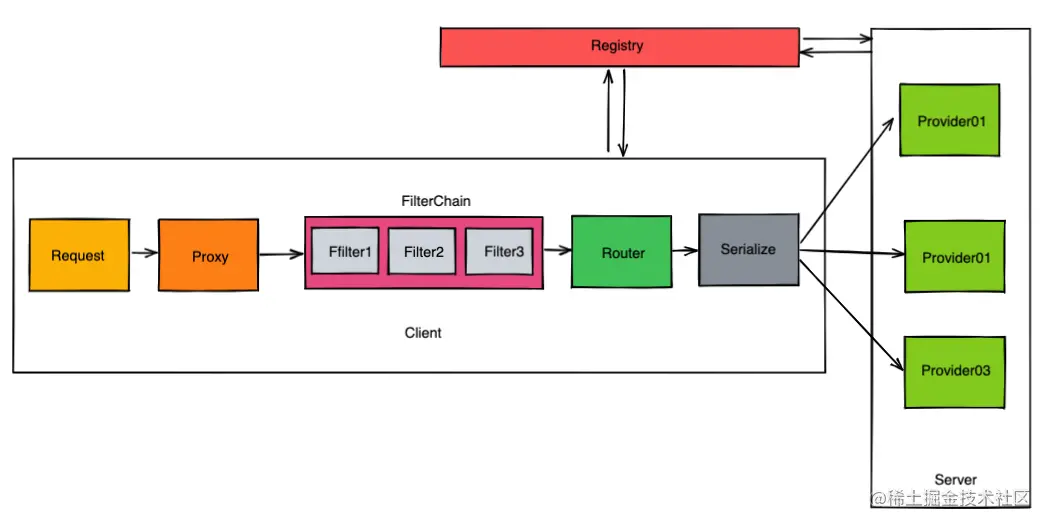 Registry
Provider01
FilterChain
Request
Proxy
Ffilter1
Filter2
Filter3
Router
Serialize
Provider01
Client
Provider03
Server
@稀土掘金技术社区